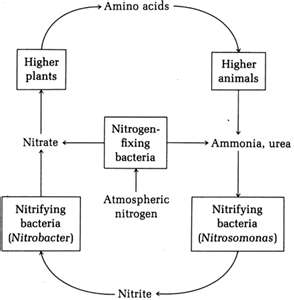 Amino acids
Higher
plants
Higher
animals
Nitrate
Nitrogen-
fixing
bacteria
Ammonia, urea
Atmospheric
nitrogen
Nitrifying
bacteria
(Nitrobacter)
Nitrifying
bacteria
(Nitrosomonas)
Nitrite